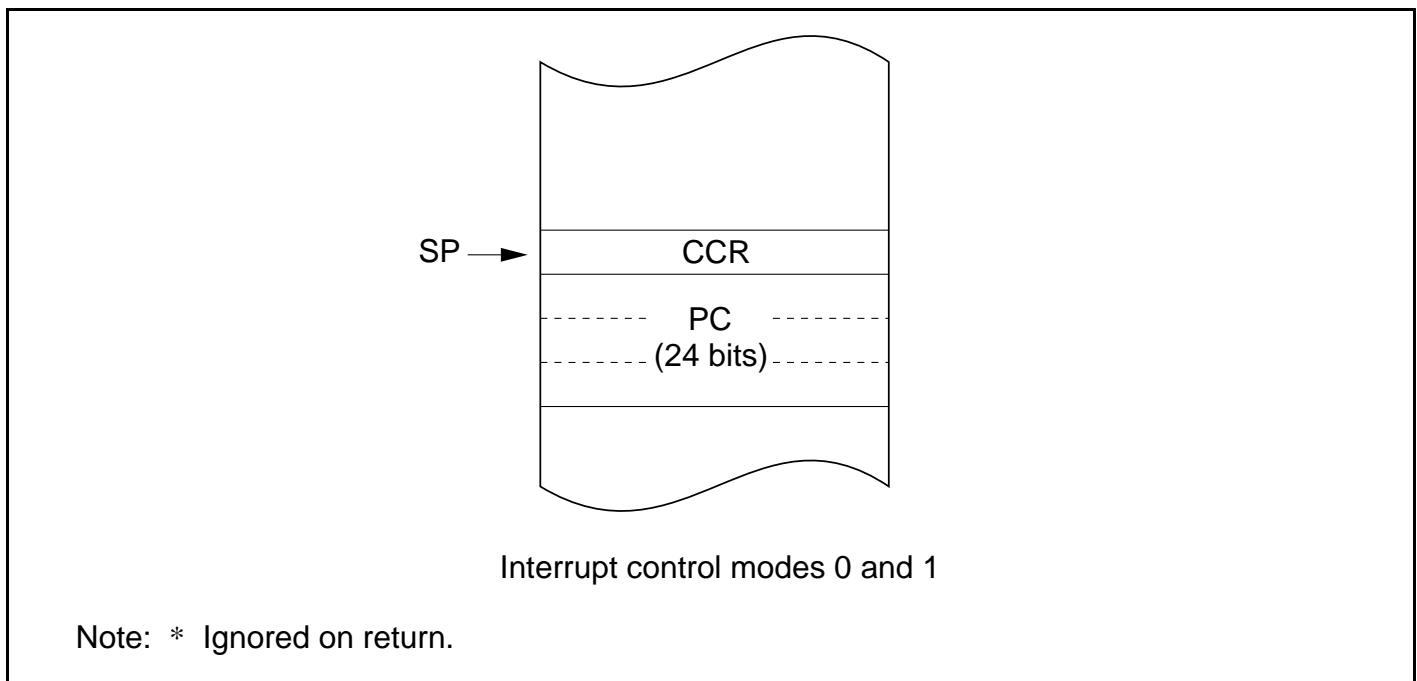 SP
CCR
PC
(24 bits)
Interrupt control modes 0 and 1
Note: * Ignored on return.